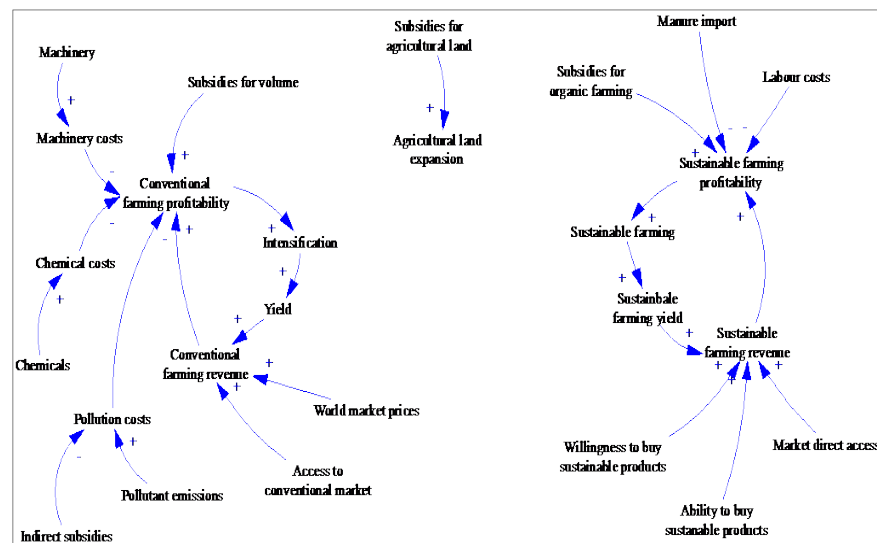 Manure import
Subsidies for
agricultural land
Machinery
Subsidies for volume
Subsidies for
organic farming
Labour costs
+
+
Machinery costs
Agricultural land
expansion
-
+
+
- -
Sustainable farming
profitability
Conventional
farming profitability
-
+
+
-
+
+
Sustainable farming
Intensification
Chemical costs
+
+
+
Sustainbale
farming yield
Yield
+
+
Sustainable
farming revenue
Chemicals
Conventional
farming revenue
+
+
+
+
+
World market prices
Pollution costs
+
-
Willingness to buy
sustainable products
Market direct access
Access to
conventional market
Pollutant emissions
Ability to buy
sustanable products
Indirect subsidies